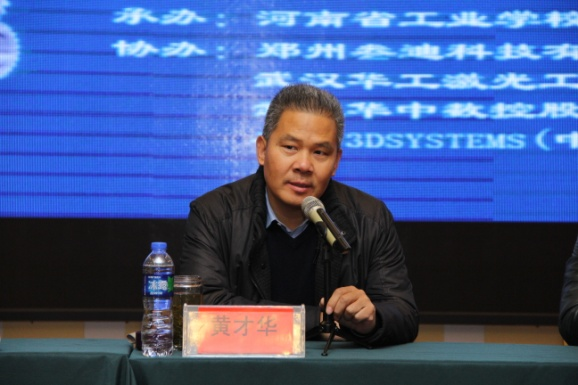 承办：河南省工业学校
协办：郑州叁迪科技有
武汉华工激光工
华中数控股
3DSYSTEMS（中
黄才华